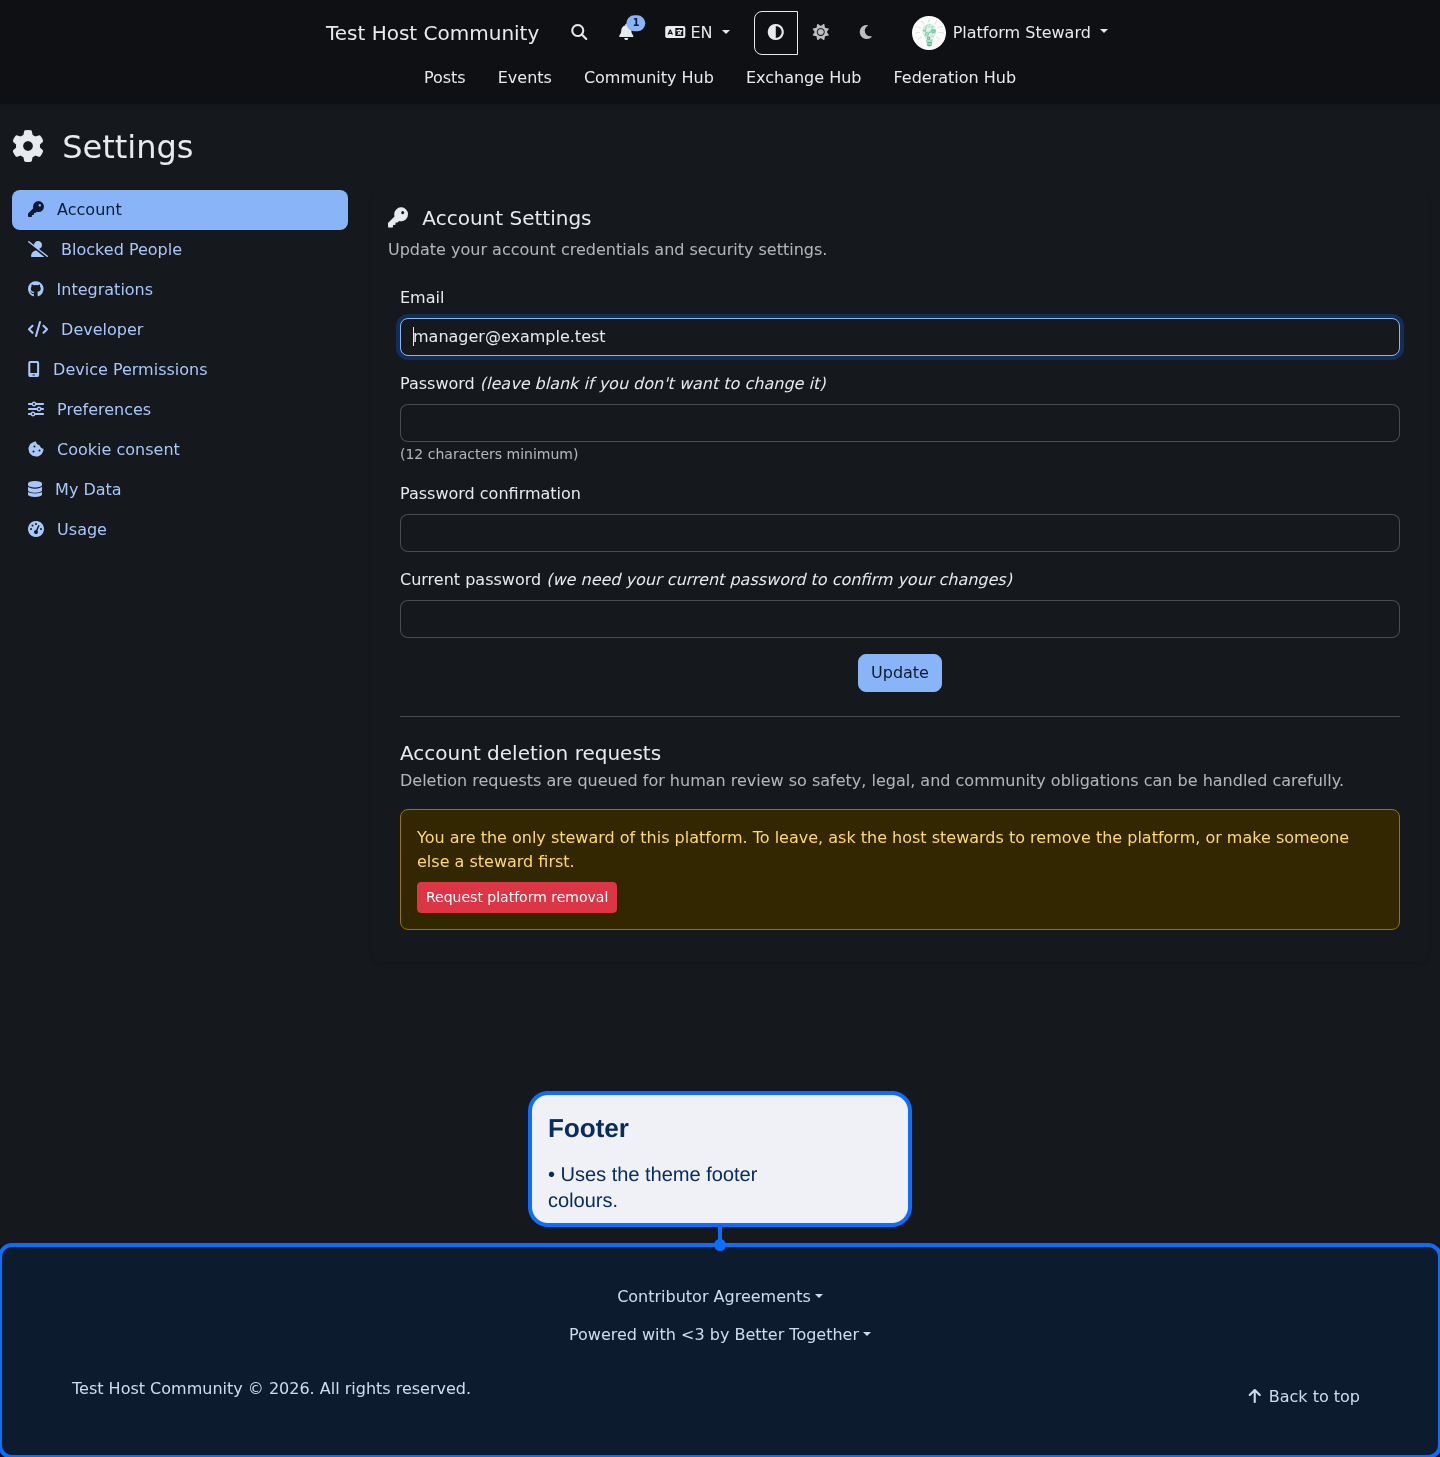 Test Host Community
1
EN
Platform Steward
Posts
Events
Community Hub
Exchange Hub
Federation Hub
Settings
Account
Blocked People
Integrations
Developer
Device Permissions
Preferences
Cookie consent
My Data
Usage
Account Settings
Update your account credentials and security settings.
Email
manager@example.test
Password (leave blank if you don't want to change it)
(12 characters minimum)
Password confirmation
Current password (we need your current password to confirm your changes)
Update
Account deletion requests
Deletion requests are queued for human review so safety, legal, and community obligations can be handled carefully.
You are the only steward of this platform. To leave, ask the host stewards to remove the platform, or make someone
else a steward first.
Request platform removal
Footer
• Uses the theme footer
colours.
Contributor Agreements
Powered with <3 by Better Together
Test Host Community © 2026. All rights reserved.
Back to top